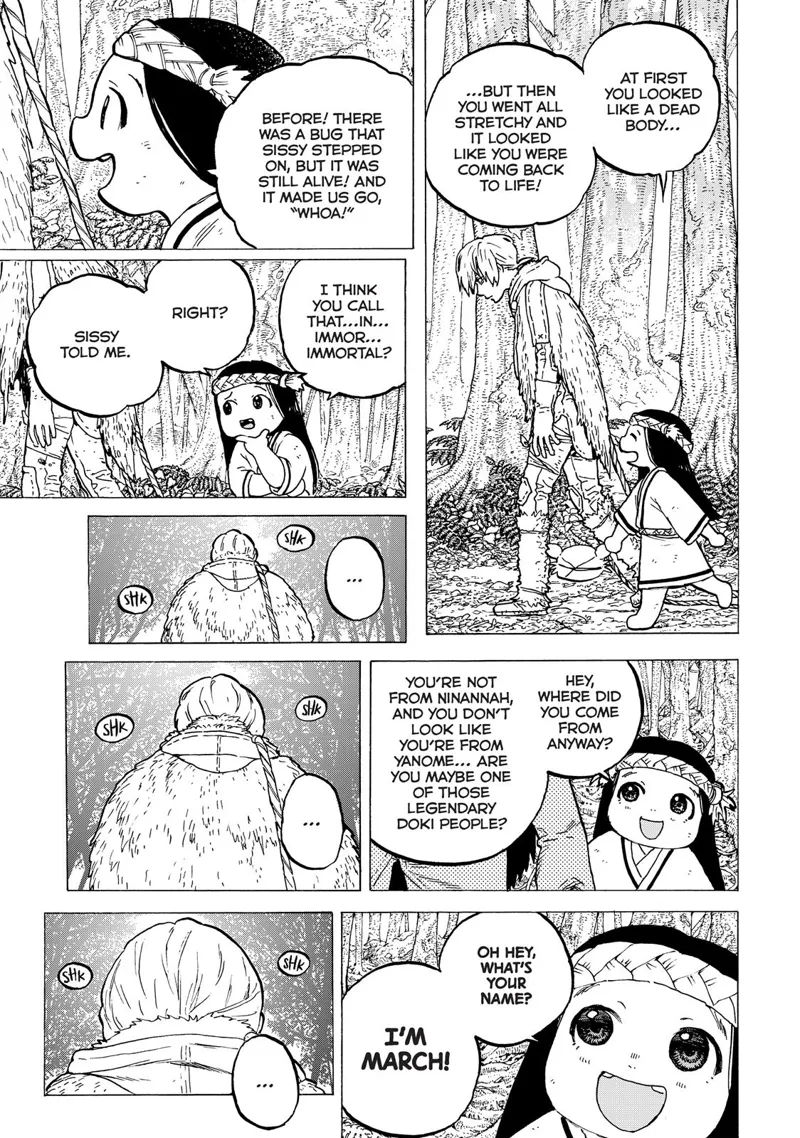 AT FIRST
YOU LOOKED
LIKE A DEAD
BODY...
...BUT THEN
YOU WENT ALL
STRETCHY AND
IT LOOKED
LIKE YOU WERE
COMING BACK
TO LIFE!
BEFORE! THERE
WAS A BUG THAT
SISSY STEPPED
ON, BUT IT WAS
STILL ALIVE! AND
IT MADE US GO,
"WHOA!"
I THINK
YOU CALL
THAT...IN...
IMMOR...
IMMORTAL?
RIGHT?
SISSY
TOLD ME.
SHK
...
SHK
HEY,
WHERE DID
YOU COME
FROM
ANYWAY?
YOU'RE NOT
FROM NINANNAH,
AND YOU DON'T
LOOK LIKE
YOU'RE FROM
YANOME... ARE
YOU MAYBE ONE
OF THOSE
LEGENDARY
DOKI PEOPLE?
SHK
SHK
...
OH HEY,
WHAT'S
YOUR
NAME?
I'M
MARCH!
SHK
SHK
...